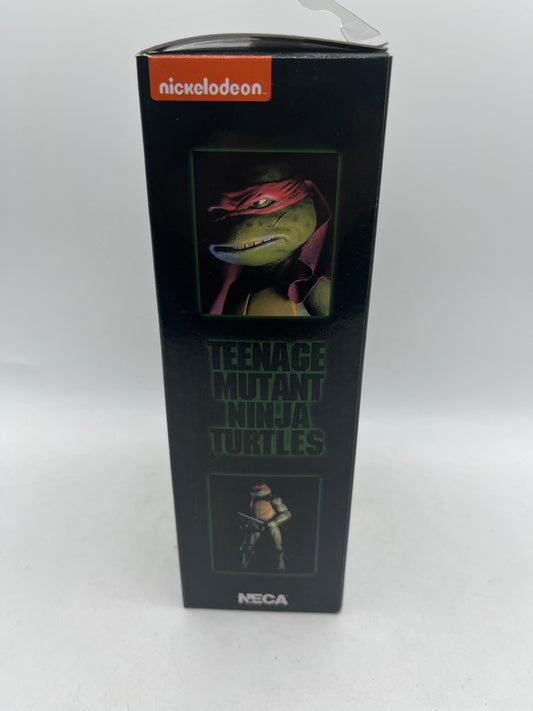 nickelodeon
TEENAGE
MUTANT
NINJA
TURTLES
NECA